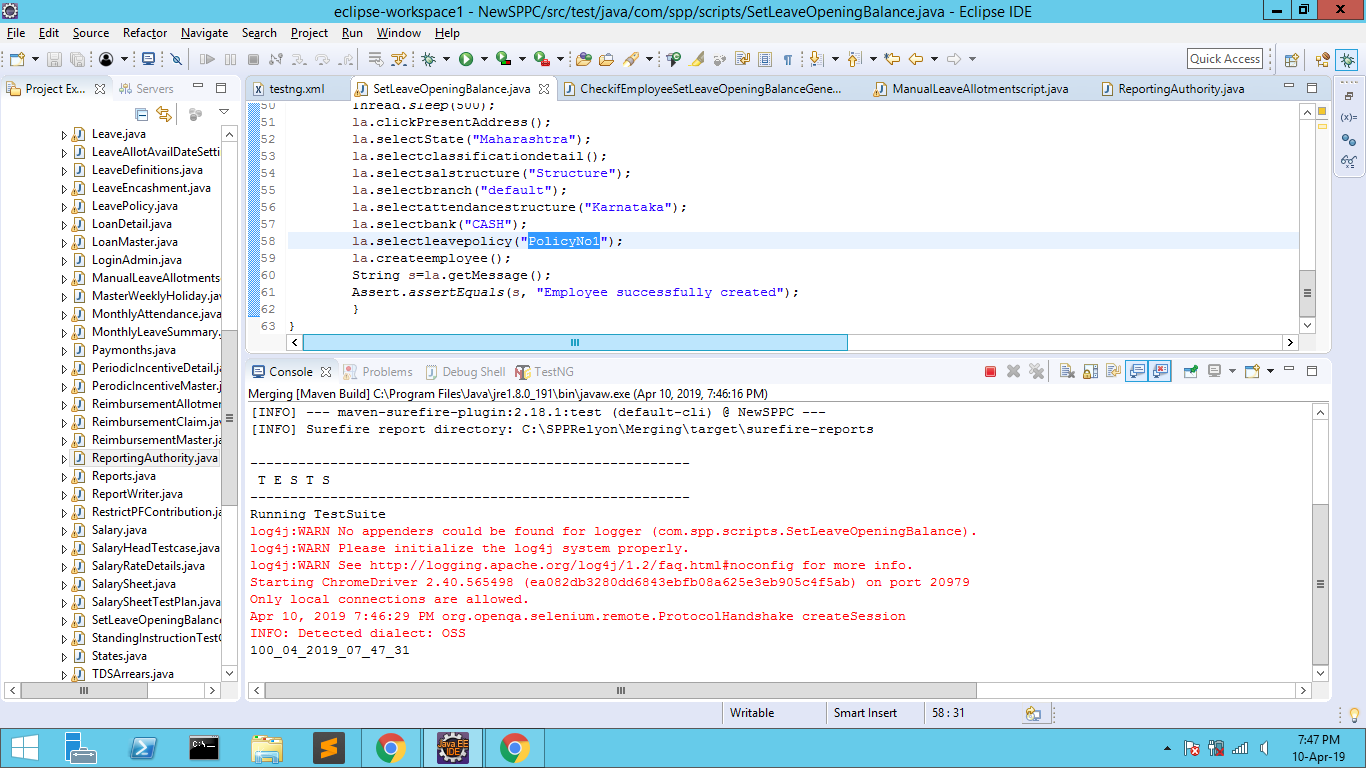 eclipse-workspace1 - NewSPPC/src/test/java/com/spp/scripts/SetLeaveOpeningBalance.java - Eclipse IDE
File Edit Source Refactor Navigate Search Project Run Window Help
Quick Access
Project Ex... Servers
Leave.java
LeaveAllotAvailDateSetti
LeaveDefinitions.java
LeaveEncashment.java
LeavePolicy.java
LoanDetail.java
LoanMaster.java
LoginAdmin.java
ManualLeaveAllotments
MasterWeeklyHoliday.jav
MonthlyAttendance.java
MonthlyLeaveSummary.
Paymonths.java
PeriodicIncentiveDetail.ja
PerodicIncentiveMaster.j
ReimbursementAllotmer
ReimbursementClaim.java
ReimbursementMaster.ja
ReportingAuthority.java
Reports.java
ReportWriter.java
RestrictPFContribution.ja
Salary.java
SalaryHeadTestcase.java
SalaryRateDetails.java
SalarySheet.java
SalarySheetTestPlan.java
SetLeaveOpeningBalance
StandingInstructionTestC
States.java
TDSArrears.java
testng.xml SetLeaveOpeningBalance.java CheckifEmployeeSetLeaveOpeningBalanceGene... ManualLeaveAllotmentscript.java ReportingAuthority.java
50 Thread.sleep(500);
51 la.clickPresentAddress();
52 la.selectState("Maharashtra");
53 la.selectclassificationdetail();
54 la.selectsalstructure("Structure");
55 la.selectbranch("default");
56 la.selectattendancestructure("Karnataka");
57 la.selectbank("CASH");
58 la.selectleavepolicy("PolicyNo1");
59 la.createemployee();
60 String s=la.getMessage();
61 Assert.assertEquals(s, "Employee successfully created");
62 }
63 }
Console Problems Debug Shell TestNG
Merging [Maven Build] C:\Program Files\Java\jre1.8.0_191\bin\javaw.exe (Apr 10, 2019, 7:46:16 PM)
[INFO] --- maven-surefire-plugin:2.18.1:test (default-cli) @ NewSPPC ---
[INFO] Surefire report directory: C:\SPPRelyon\Merging\target\surefire-reports
-------------------------------------------------------
T E S T S
-------------------------------------------------------
Running TestSuite
log4j:WARN No appenders could be found for logger (com.spp.scripts.SetLeaveOpeningBalance).
log4j:WARN Please initialize the log4j system properly.
log4j:WARN See http://logging.apache.org/log4j/1.2/faq.html#noconfig for more info.
Starting ChromeDriver 2.40.565498 (ea082db3280dd6843ebfb08a625e3eb905c4f5ab) on port 20979
Only local connections are allowed.
Apr 10, 2019 7:46:29 PM org.openqa.selenium.remote.ProtocolHandshake createSession
INFO: Detected dialect: OSS
100_04_2019_07_47_31
Writable Smart Insert 58 : 31
Java EE
IDE
7:47 PM
10-Apr-19